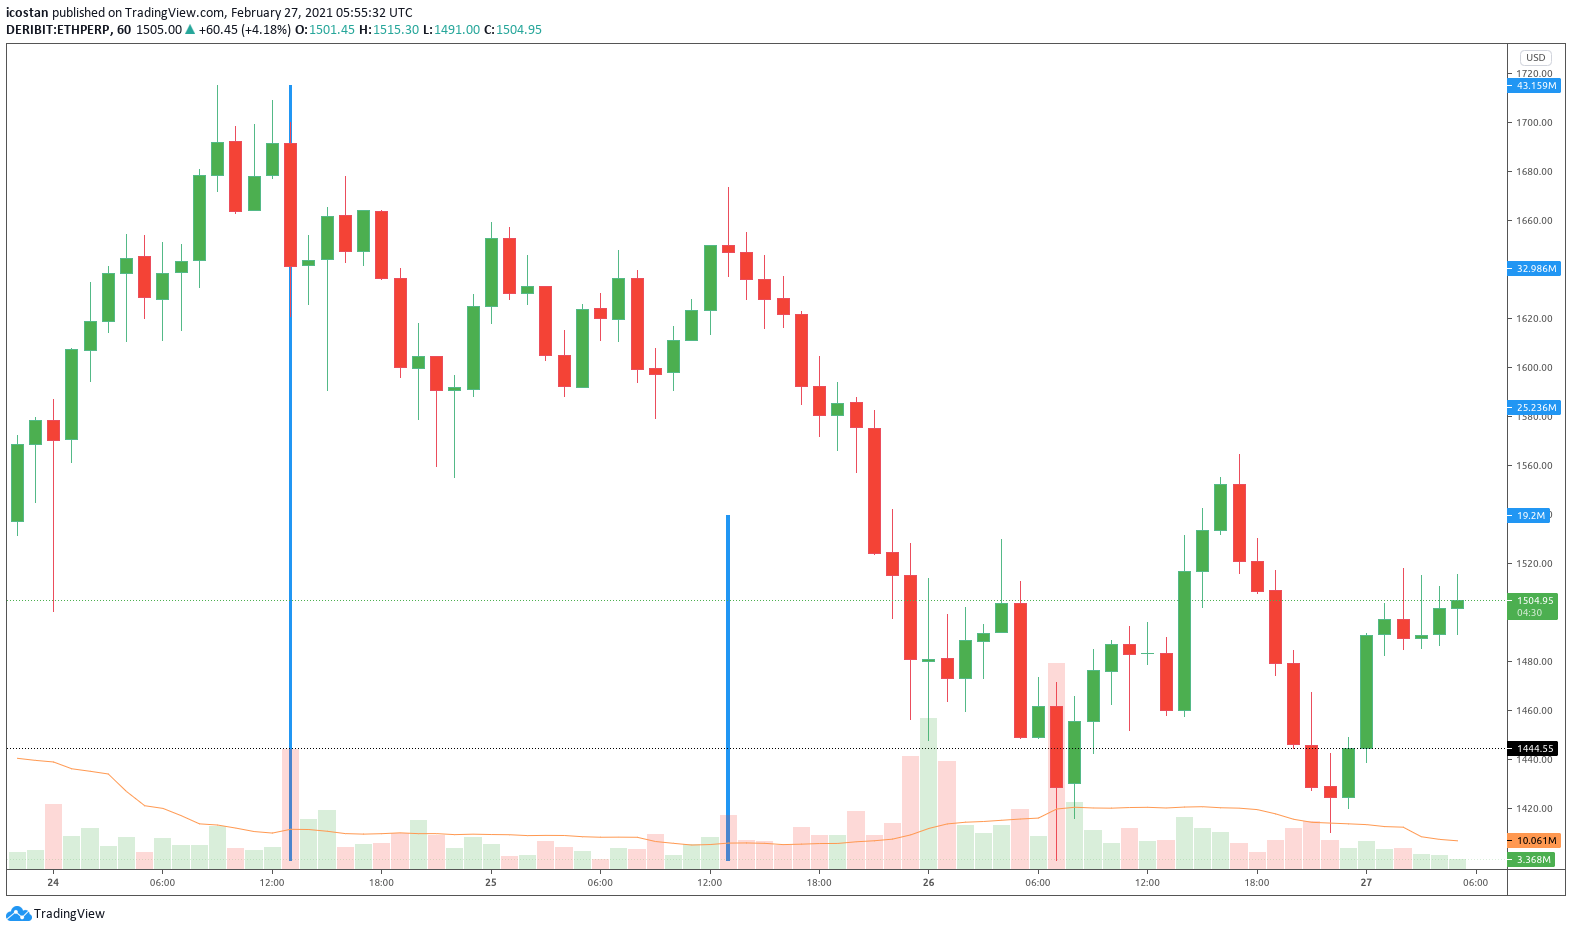 icostan published on TradingView.com, February 27, 2021 05:55:32 UTC
DERIBIT:ETHPERP, 60 1505.00 ▲ +60.45 (+4.18%) O:1501.45 H:1515.30 L:1491.00 C:1504.95
USD
1720.00
43.159M
1700.00
1680.00
1660.00
32.986M
1620.00
1600.00
25.236M
1580.00
1560.00
19.2M
1520.00
1504.95
04:30
1480.00
1460.00
1444.55
1440.00
1420.00
10.061M
3.368M
24 06:00 12:00 18:00 25 06:00 12:00 18:00 26 06:00 12:00 18:00 27 06:00
TradingView